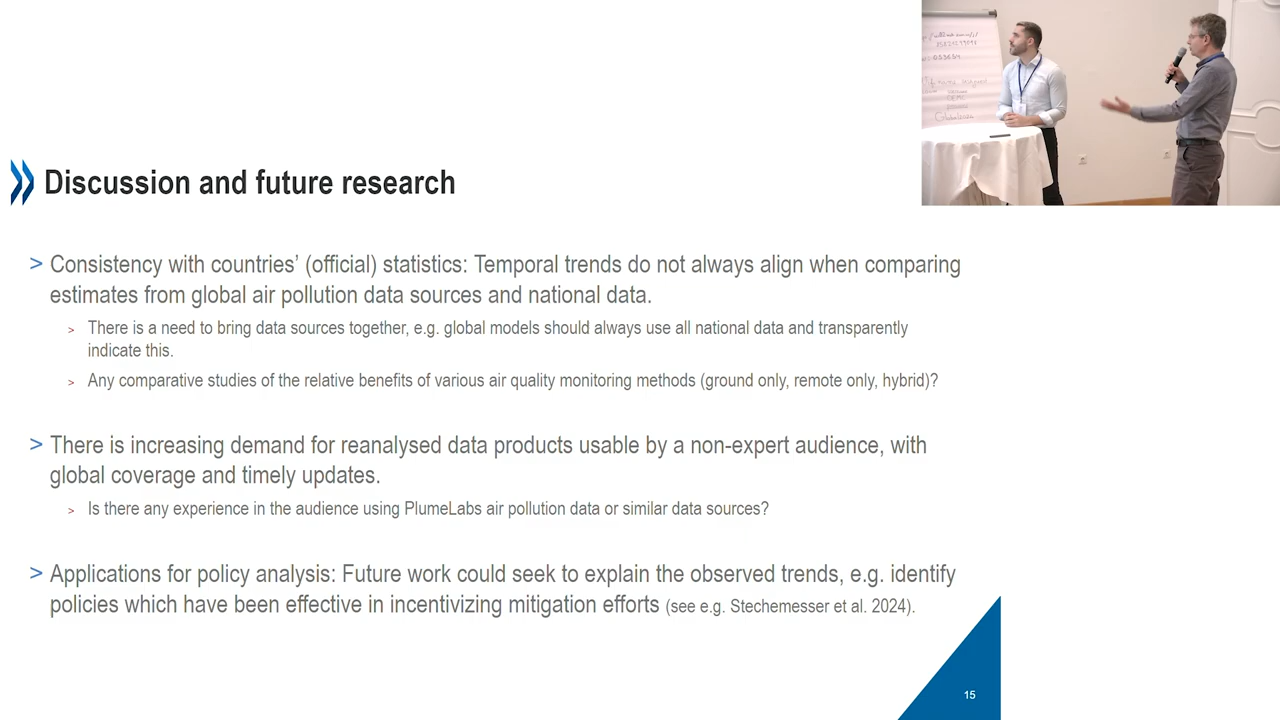 Discussion and future research
> Consistency with countries’ (official) statistics: Temporal trends do not always align when comparing
estimates from global air pollution data sources and national data.
> There is a need to bring data sources together, e.g. global models should always use all national data and transparently
indicate this.
> Any comparative studies of the relative benefits of various air quality monitoring methods (ground only, remote only, hybrid)?
> There is increasing demand for reanalysed data products usable by a non-expert audience, with
global coverage and timely updates.
> Is there any experience in the audience using PlumeLabs air pollution data or similar data sources?
> Applications for policy analysis: Future work could seek to explain the observed trends, e.g. identify
policies which have been effective in incentivizing mitigation efforts (see e.g. Stechemesser et al. 2024).
15